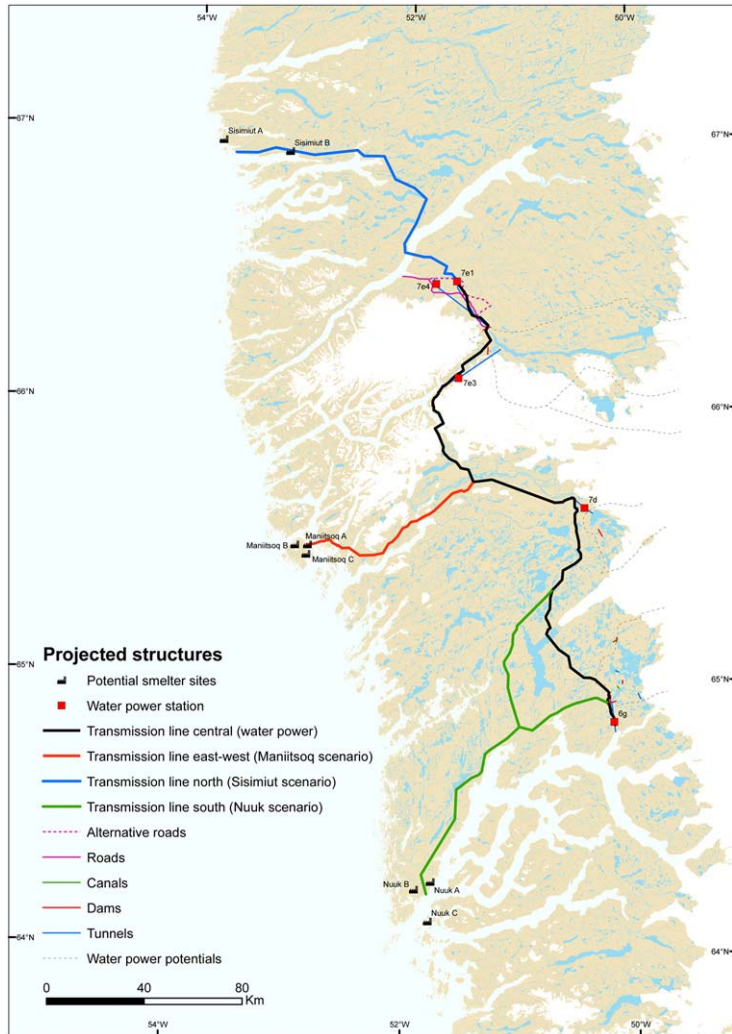 54°W
52°W
50°W
67°N
67°N
Sisimiut A
Sisimiut B
7e1
7e4
66°N
66°N
7e3
7d
Maniitsoq A
Maniitsoq B
Maniitsoq C
65°N
65°N
6g
Projected structures
Potential smelter sites
Water power station
Transmission line central (water power)
Transmission line east-west (Maniitsoq scenario)
Transmission line north (Sisimiut scenario)
Transmission line south (Nuuk scenario)
Alternative roads
Roads
Canals
Dams
Tunnels
Water power potentials
Nuuk B
Nuuk A
Nuuk C
64°N
64°N
0 40 80
Km
54°W
52°W
50°W